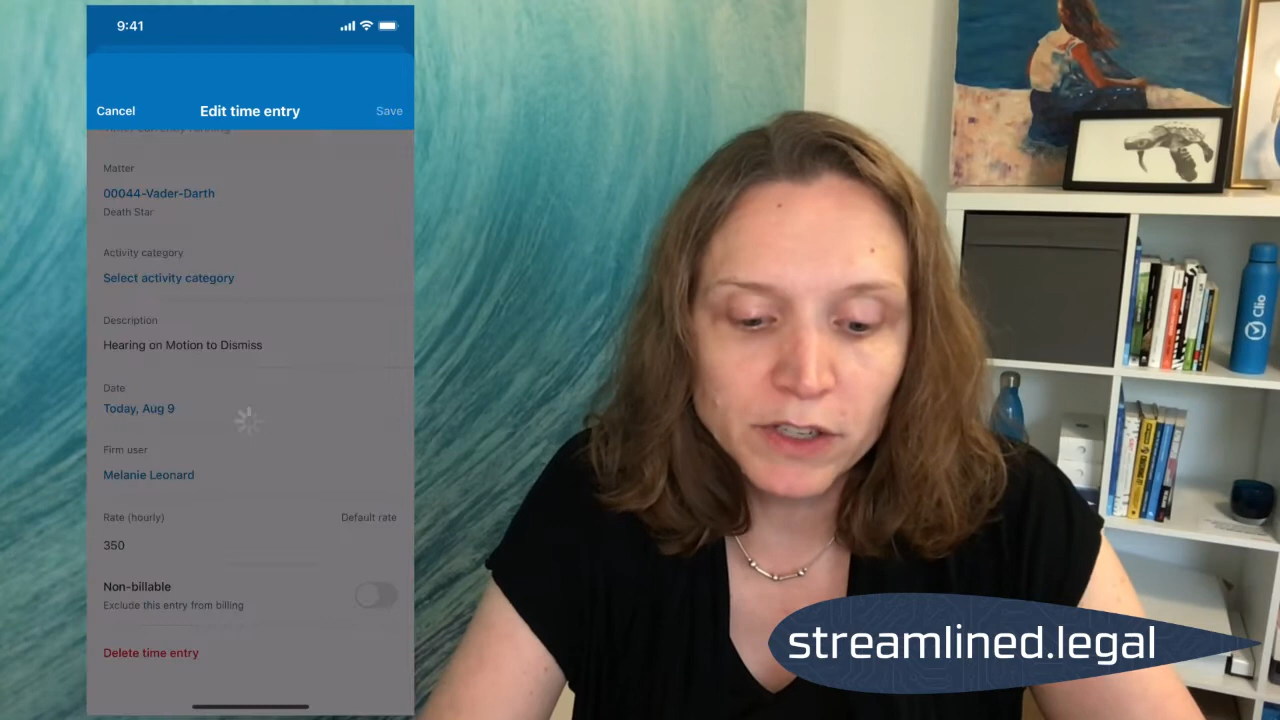 9:41
Cancel
Edit time entry
Save
Matter
00044-Vader-Darth
Death Star
Activity category
Select activity category
Description
Hearing on Motion to Dismiss
Date
Today, Aug 9
Firm user
Melanie Leonard
Rate (hourly)
Default rate
350
Non-billable
Exclude this entry from billing
Delete time entry
Clio
streamlined.legal